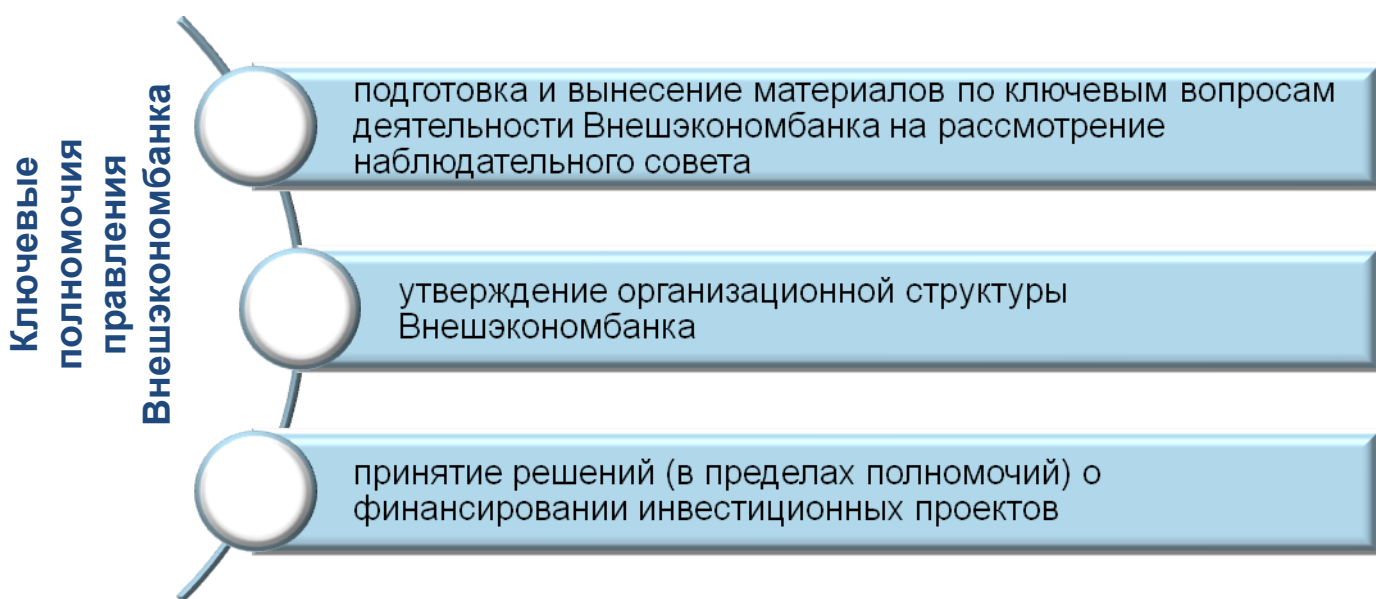 Ключевые
полномочия
правления
Внешэкономбанка
подготовка и вынесение материалов по ключевым вопросам
деятельности Внешэкономбанка на рассмотрение
наблюдательного совета
утверждение организационной структуры
Внешэкономбанка
принятие решений (в пределах полномочий) о
финансировании инвестиционных проектов